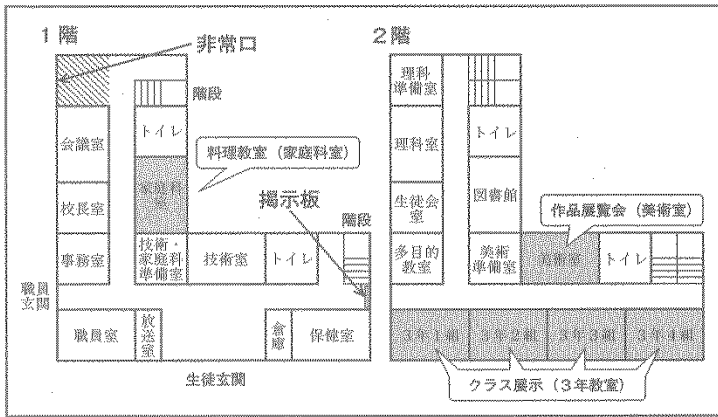 1階
非常口
階段
会議室
トイレ
料理教室（家庭科室）
家庭科室
校長室
掲示板
階段
事務室
技術・家庭科準備室
技術室
トイレ
職員玄関
職員室
放送室
倉庫
保健室
生徒玄関
2階
理科準備室
理科室
トイレ
生徒会室
図書館
作品展覧会（美術室）
多目的教室
美術準備室
美術室
トイレ
3年1組
3年2組
3年3組
3年4組
クラス展示（3年教室）